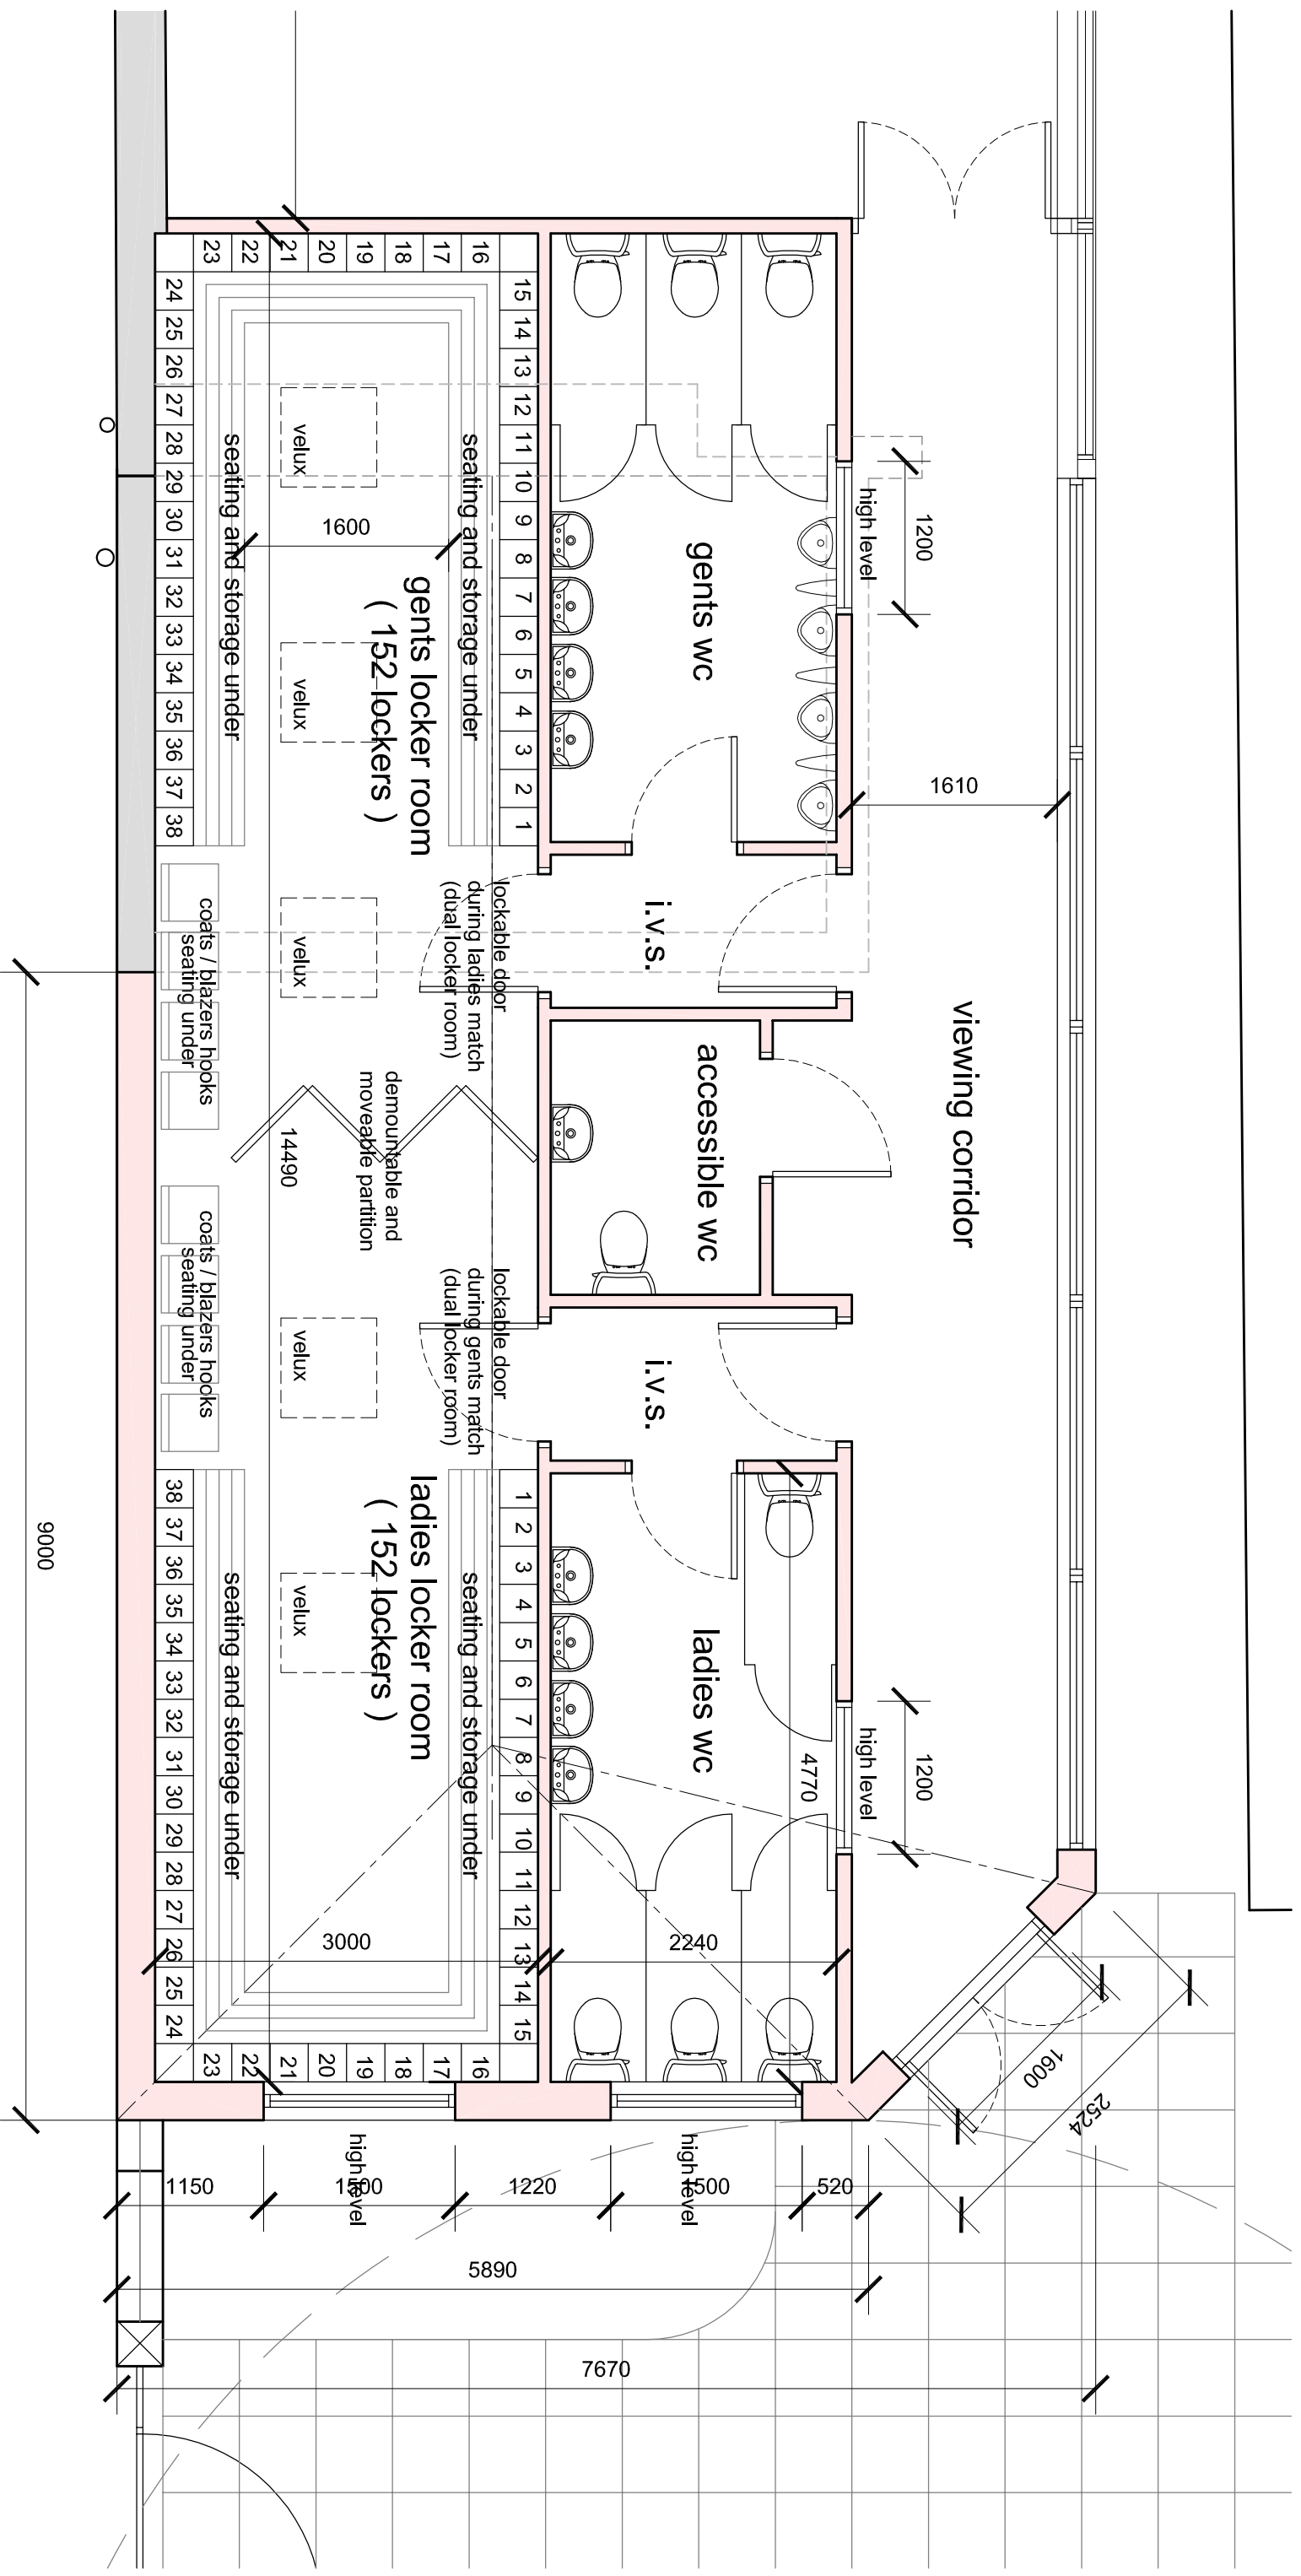 23
22
21
20
19
18
17
16
15
14
13
12
11
10
9
8
7
6
5
4
3
2
1
24
25
26
27
28
29
30
31
32
33
34
35
36
37
38
velux
velux
velux
seating and storage under
seating and storage under
1600
gents locker room
( 152 lockers )
gents wc
high level
1200
1610
i.v.s.
lockable door
during ladies match
(dual locker room)
coats / blazers hooks
seating under
demountable and
moveable partition
14490
accessible wc
viewing corridor
coats / blazers hooks
seating under
lockable door
during gents match
(dual locker room)
i.v.s.
velux
velux
ladies locker room
( 152 lockers )
seating and storage under
seating and storage under
ladies wc
high level
1200
4770
9000
38
37
36
35
34
33
32
31
30
29
28
27
26
25
24
1
2
3
4
5
6
7
8
9
10
11
12
13
14
15
23
22
21
20
19
18
17
16
3000
2240
1600
2524
1150
1500
high level
1220
1500
high level
520
5890
7670